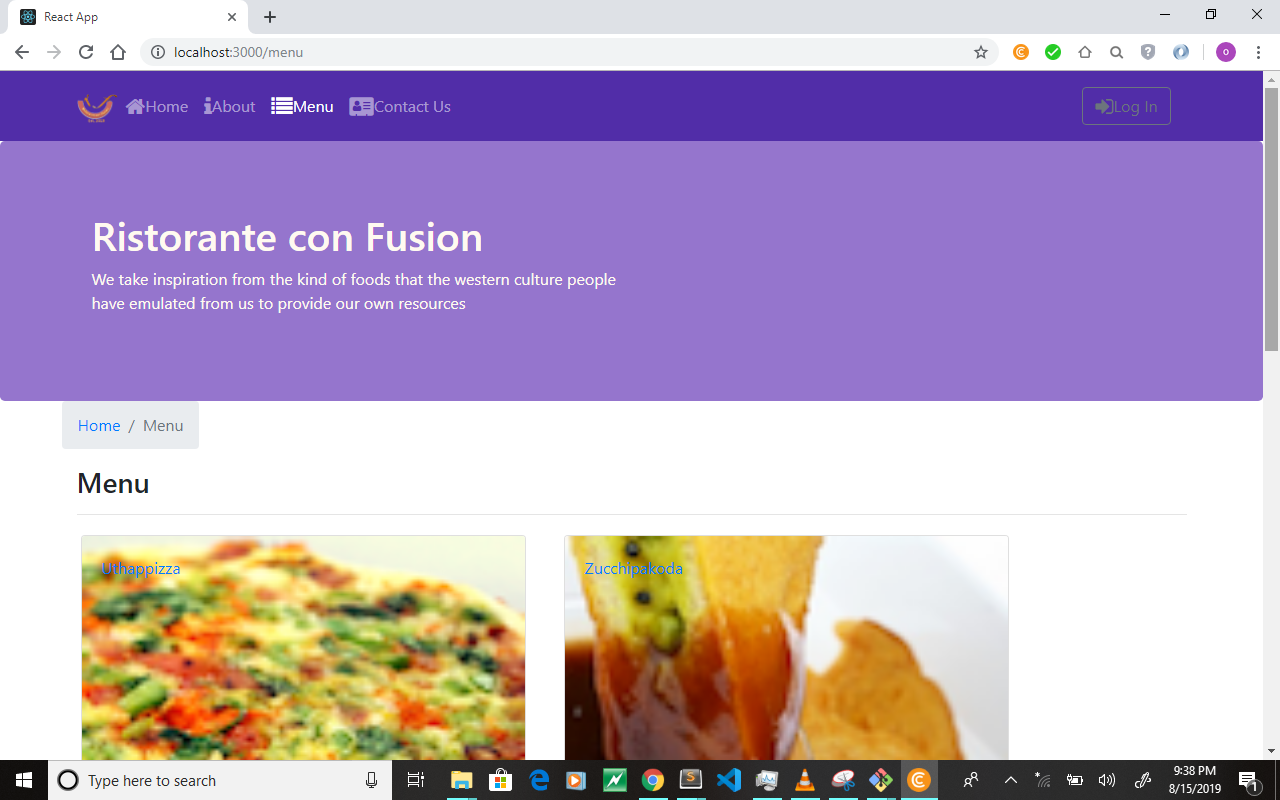 React App
localhost:3000/menu
o
Home About Menu Contact Us Log In
Ristorante con Fusion
We take inspiration from the kind of foods that the western culture people
have emulated from us to provide our own resources
Home / Menu
Menu
Uthappizza Zucchipakoda
Type here to search
9:38 PM
8/15/2019
1